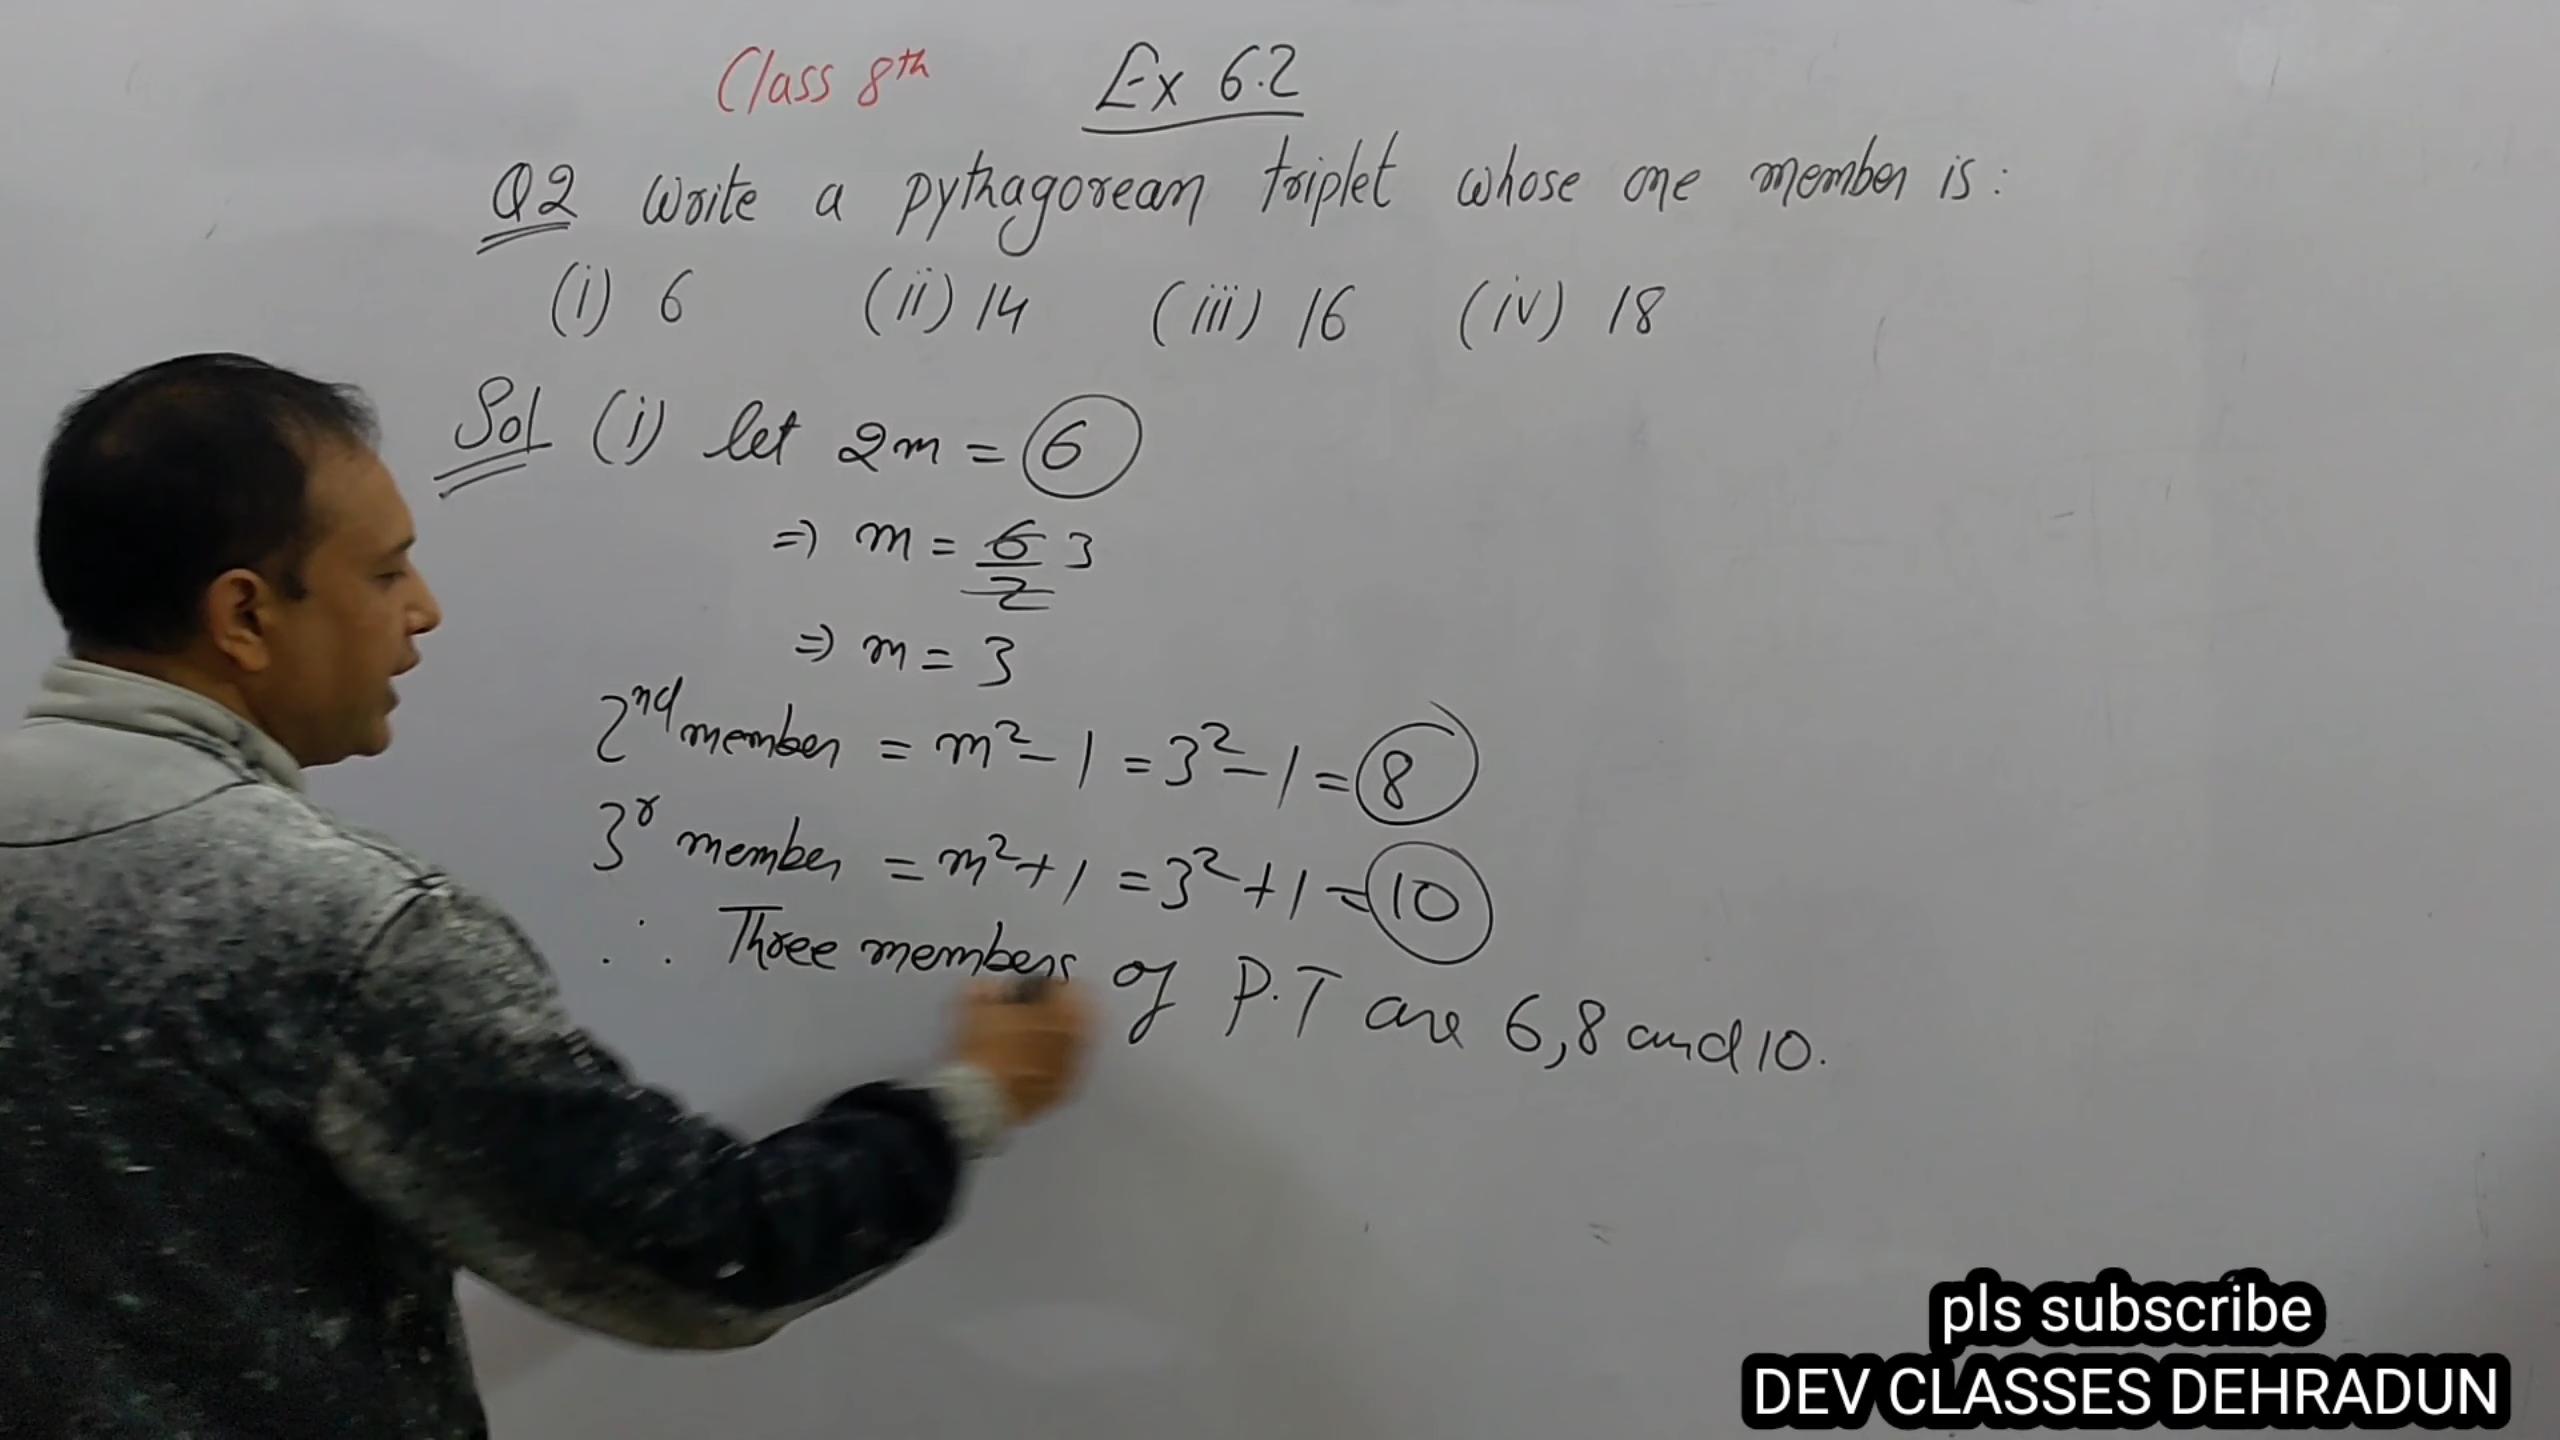 Class 8th Ex 6.2
Q2 Write a pythagorean triplet whose one member is:
(i) 6 (ii) 14 (iii) 16 (iv) 18
Sol (i) let 2m = 6
=> m = 6/2 3
=> m = 3
2nd member = m² - 1 = 3² - 1 = 8
3r member = m² + 1 = 3² + 1 = 10
∴ Three members of P.T are 6, 8 and 10.
pls subscribe
DEV CLASSES DEHRADUN